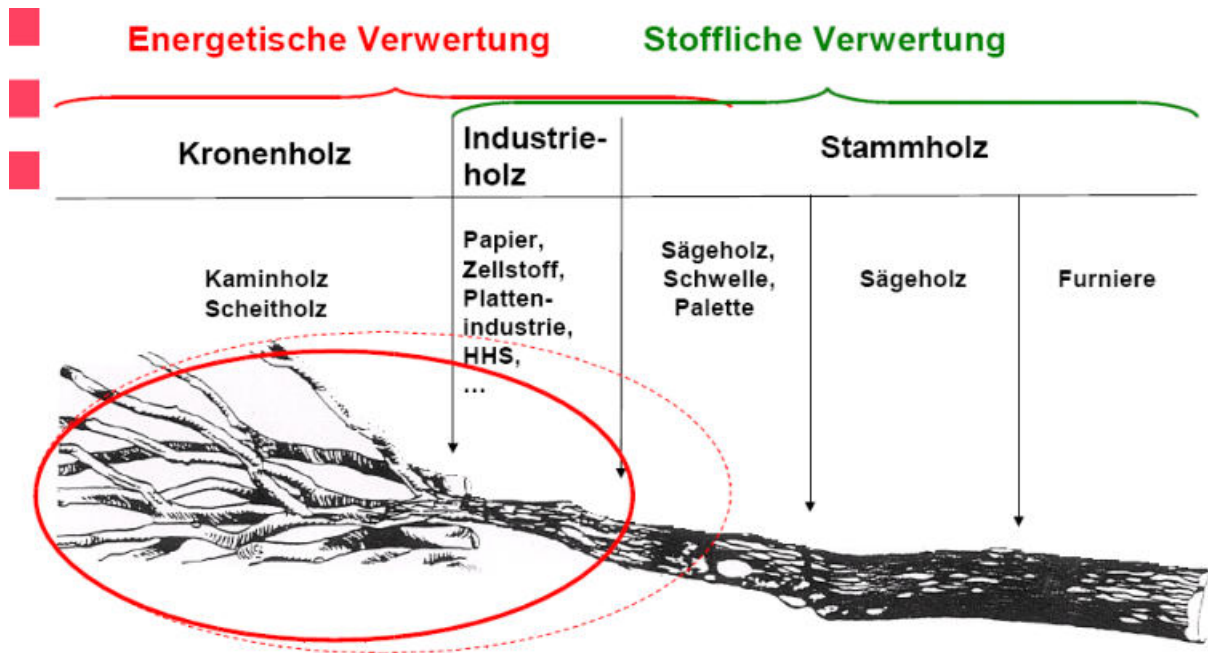 Energetische Verwertung
Stoffliche Verwertung
Kronenholz
Industrie-
holz
Stammholz
Kaminholz
Scheitholz
Papier,
Zellstoff,
Platten-
industrie,
HHS,
...
Sägeholz,
Schwelle,
Palette
Sägeholz
Furniere